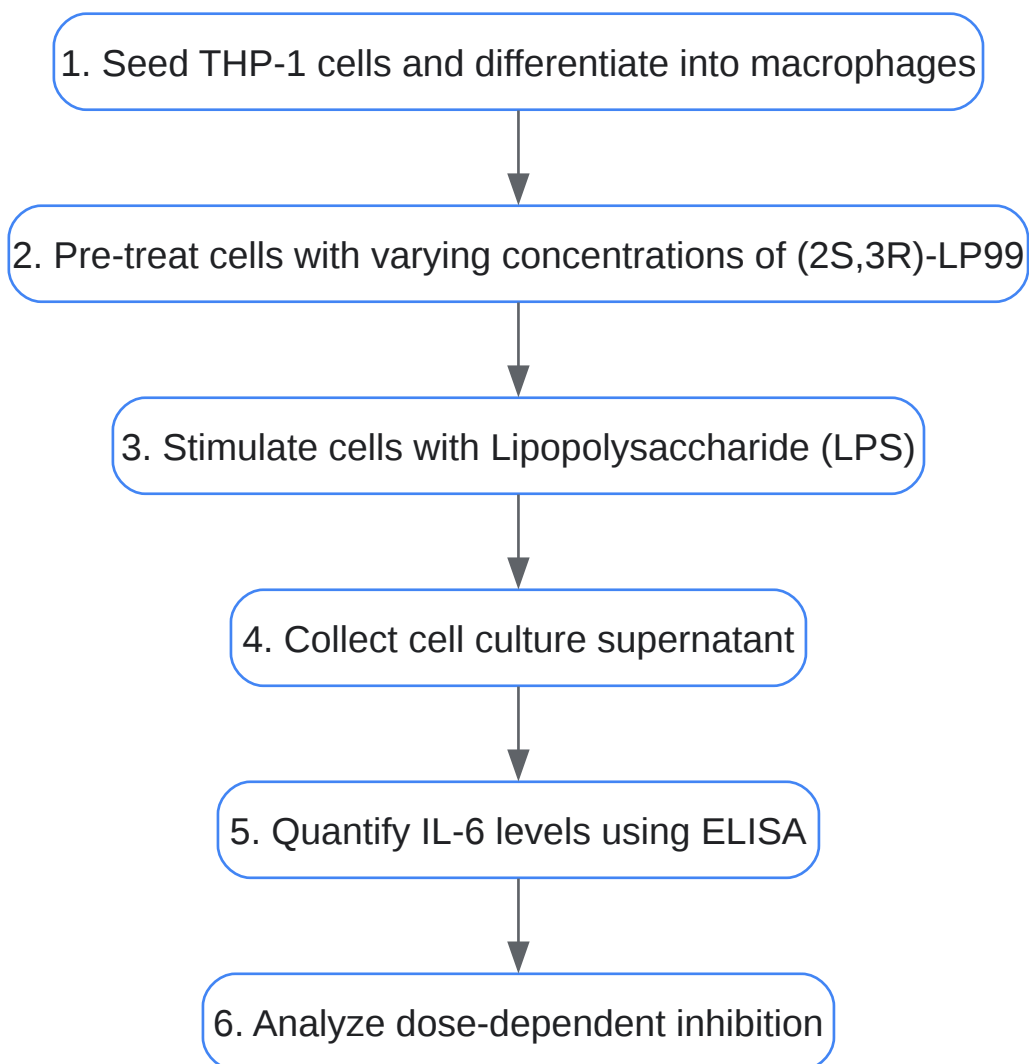 1. Seed THP-1 cells and differentiate into macrophages
2. Pre-treat cells with varying concentrations of (2S,3R)-LP99
3. Stimulate cells with Lipopolysaccharide (LPS)
4. Collect cell culture supernatant
5. Quantify IL-6 levels using ELISA
6. Analyze dose-dependent inhibition